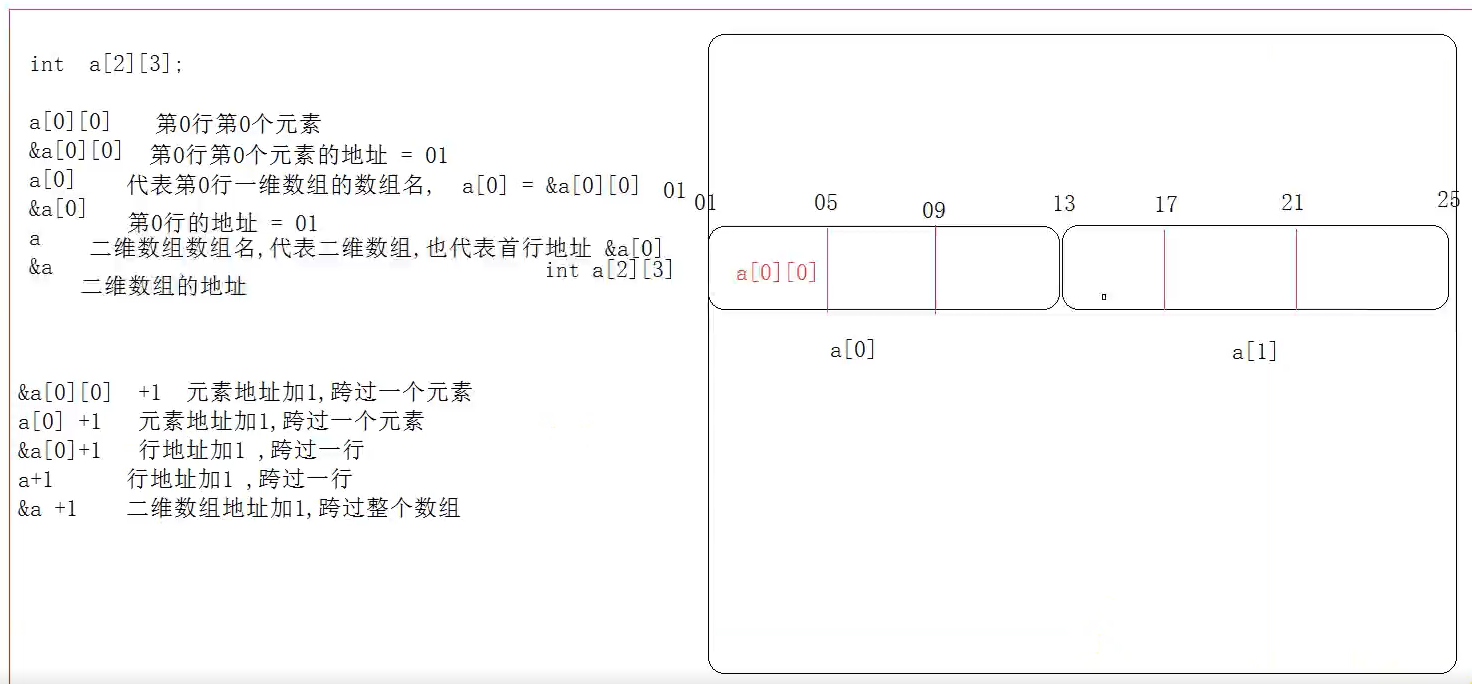 int  a[2][3];
a[0][0]  第0行第0个元素
&a[0][0]  第0行第0个元素的地址 = 01
a[0]  代表第0行一维数组的数组名,  a[0] = &a[0][0]  01
&a[0]  第0行的地址 = 01
a  二维数组数组名,代表二维数组,也代表首行地址 &a[0]
&a  二维数组的地址
int a[2][3]
01  05  09  13  17  21  25
a[0][0]
a[0]  a[1]
&a[0][0]  +1  元素地址加1,跨过一个元素
a[0] +1  元素地址加1,跨过一个元素
&a[0]+1  行地址加1 ,跨过一行
a+1  行地址加1 ,跨过一行
&a +1  二维数组地址加1,跨过整个数组